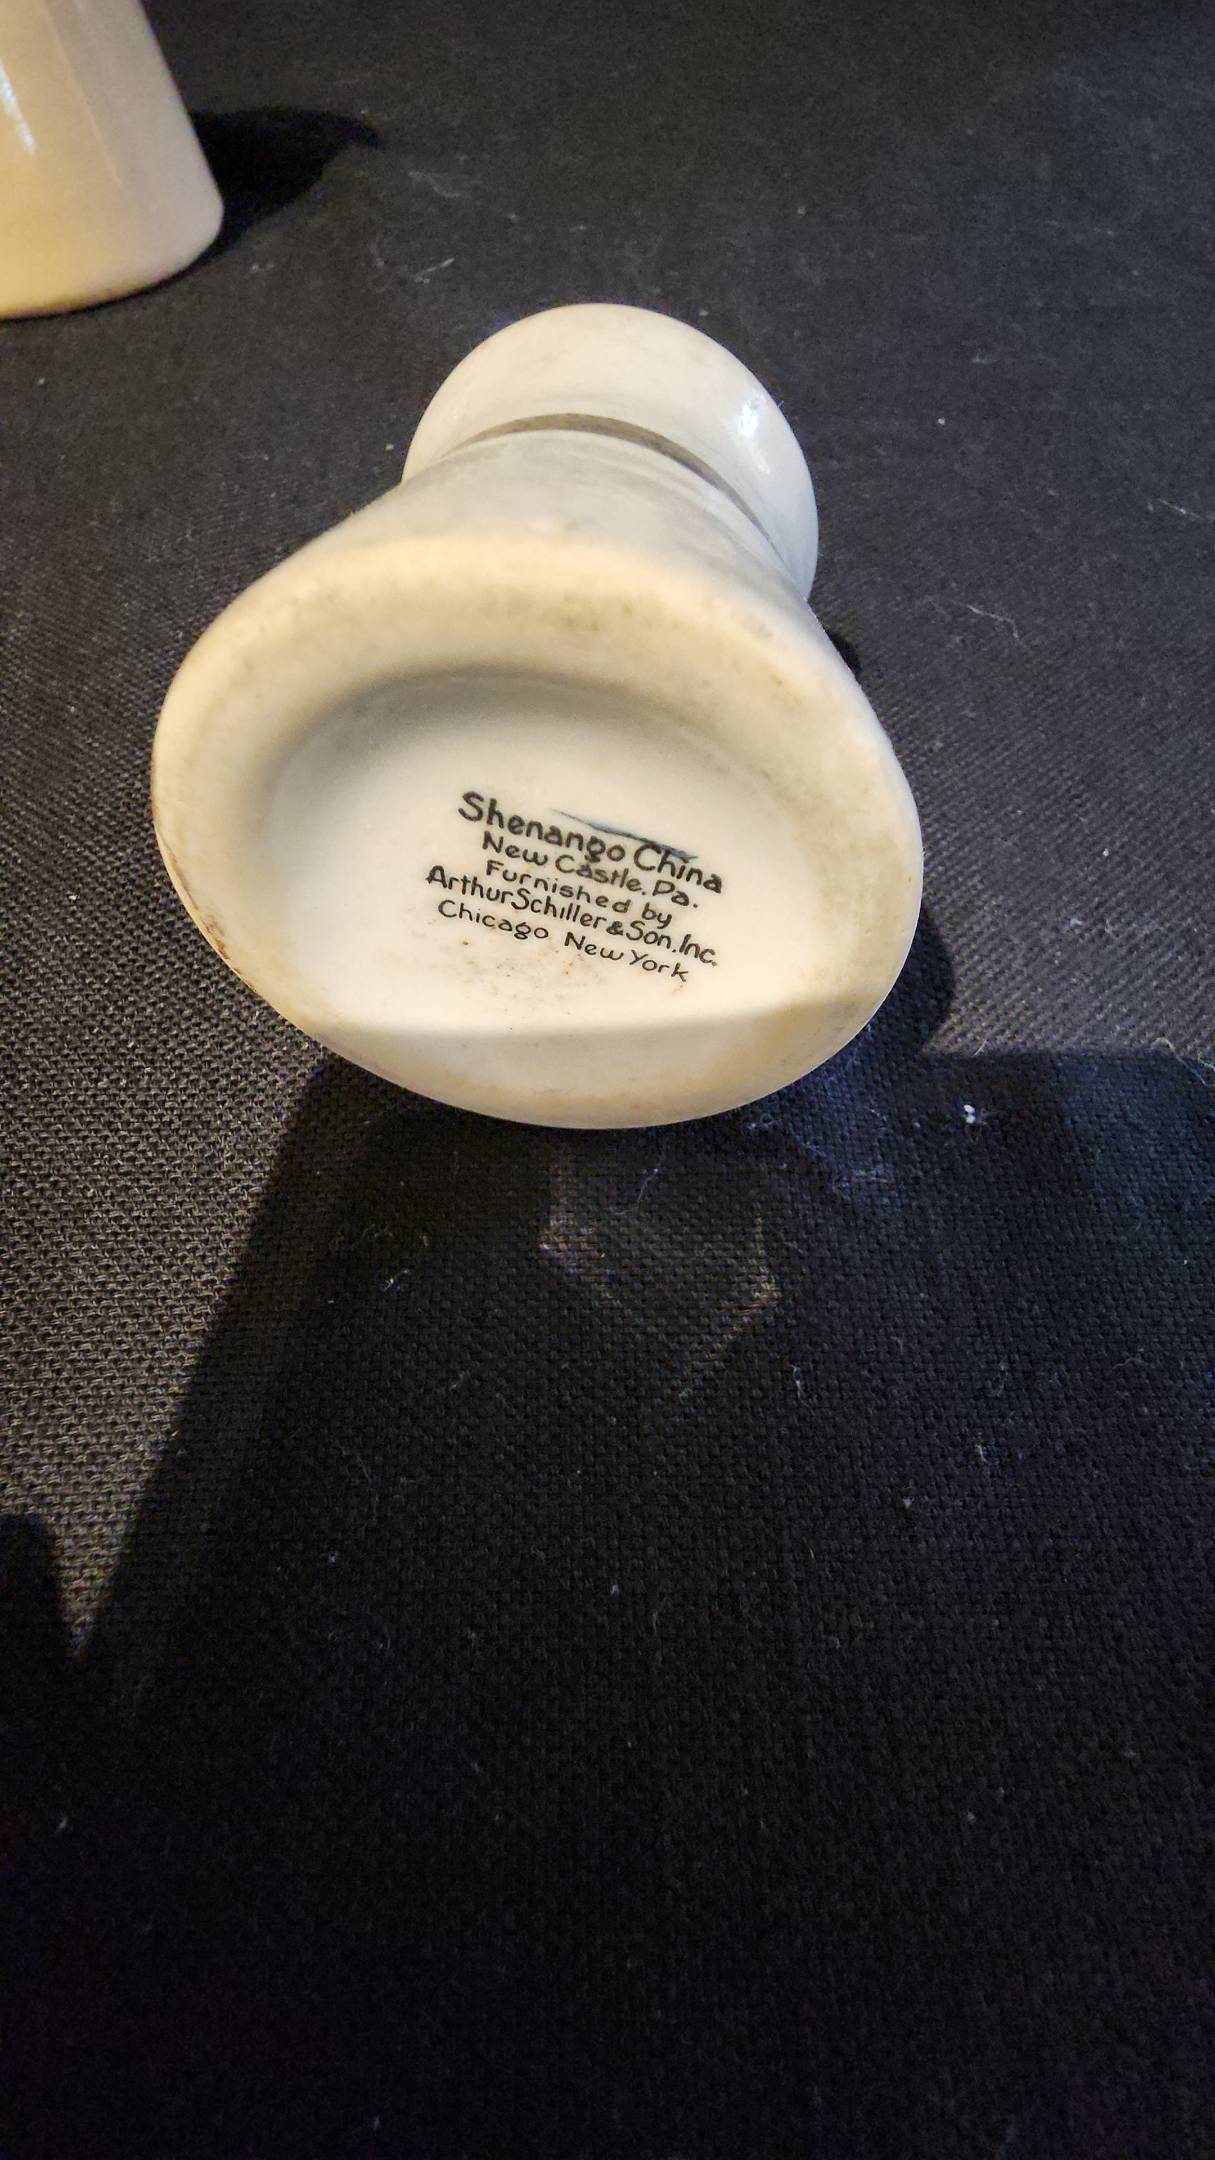 Shenango China
New Castle, Pa.
Furnished by
Arthur Schiller & Son, Inc.
Chicago New York